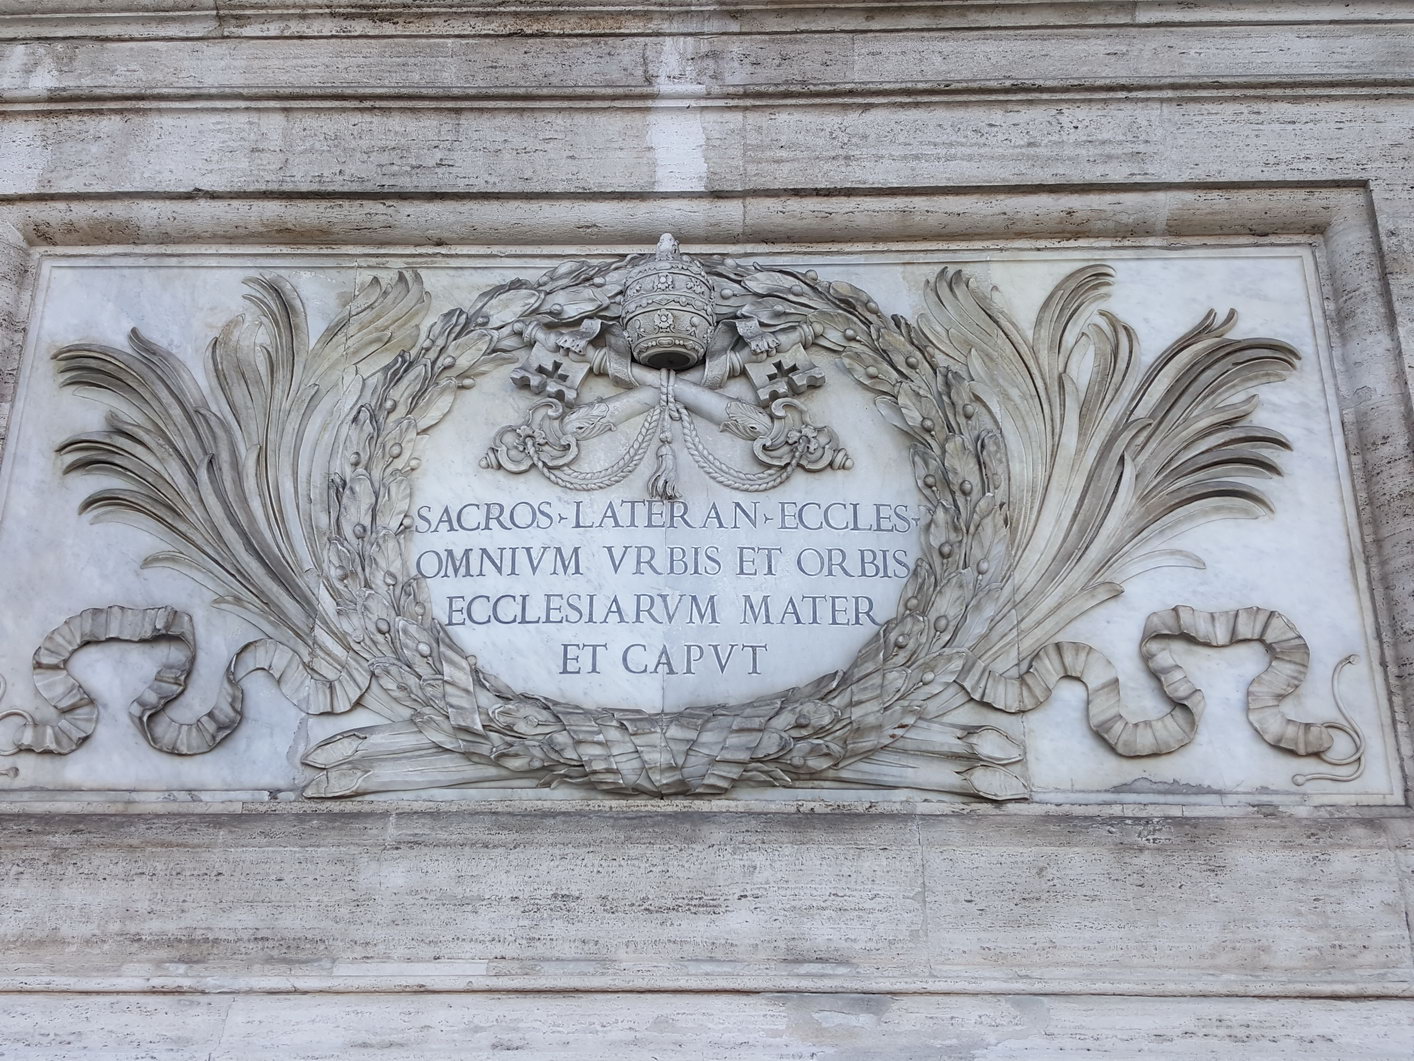 SACROS · LATERAN · ECCLES ·
OMNIVM VRBIS ET ORBIS
ECCLESIARVM MATER
ET CAPVT